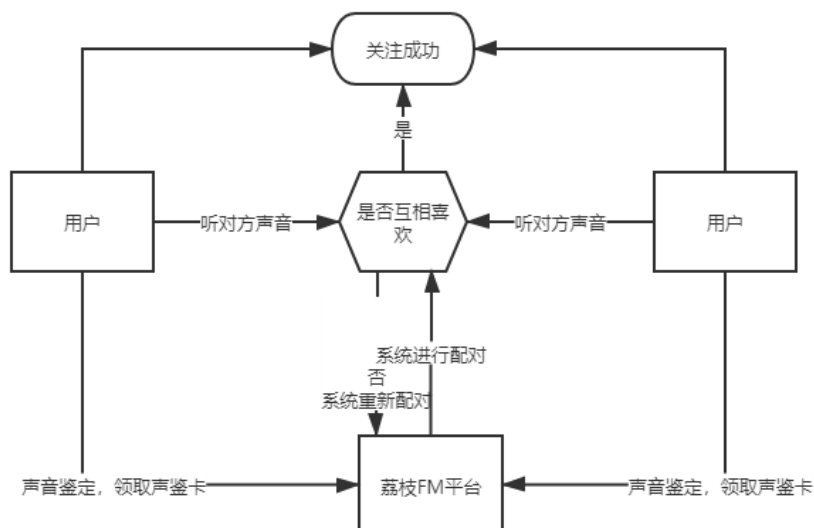 关注成功
是
用户
听对方声音
是否互相喜
欢
听对方声音
用户
系统进行配对
否
系统重新配对
声音鉴定，领取声鉴卡
荔枝FM平台
声音鉴定，领取声鉴卡